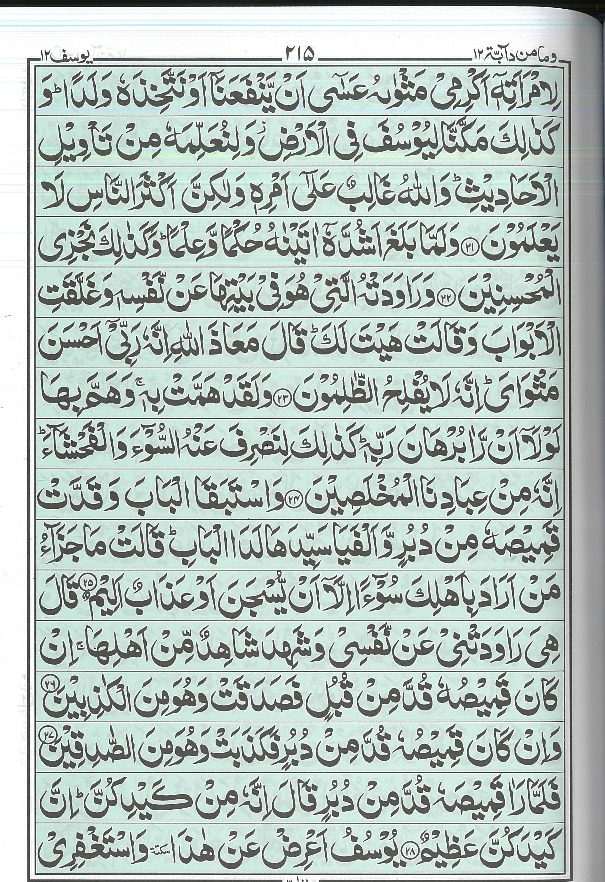 وما من دآبة ١٢ ٢١٥ یوسف ١٢
لِامْرَاَتِهٖۤ اَكْرِمِیْ مَثْوٰىهُ عَسٰۤی اَنْ یَّنْفَعَنَاۤ اَوْ نَتَّخِذَهٗ وَلَدًا ؕ وَ
كَذٰلِكَ مَكَّنَّا لِیُوْسُفَ فِی الْاَرْضِ ؗ وَلِنُعَلِّمَهٗ مِنْ تَاْوِیْلِ
الْاَحَادِیْثِ ؕ وَاللّٰهُ غَالِبٌ عَلٰۤی اَمْرِهٖ وَلٰكِنَّ اَكْثَرَ النَّاسِ لَا
یَعْلَمُوْنَ ﴿۲۱﴾ وَلَمَّا بَلَغَ اَشُدَّهٗۤ اٰتَیْنٰهُ حُكْمًا وَّعِلْمًا ؕ وَكَذٰلِكَ نَجْزِی
الْمُحْسِنِیْنَ ﴿۲۲﴾ وَرَاوَدَتْهُ الَّتِیْ هُوَ فِیْ بَیْتِهَا عَنْ نَّفْسِهٖ وَغَلَّقَتِ
الْاَبْوَابَ وَقَالَتْ هَیْتَ لَكَ ؕ قَالَ مَعَاذَ اللّٰهِ اِنَّهٗ رَبِّیْۤ اَحْسَنَ
مَثْوَایَ ؕ اِنَّهٗ لَا یُفْلِحُ الظّٰلِمُوْنَ ﴿۲۳﴾ وَلَقَدْ هَمَّتْ بِهٖ ۚ وَهَمَّ بِهَا
لَوْلَاۤ اَنْ رَّاٰ بُرْهَانَ رَبِّهٖ ؕ كَذٰلِكَ لِنَصْرِفَ عَنْهُ السُّوْٓءَ وَالْفَحْشَآءَ ؕ
اِنَّهٗ مِنْ عِبَادِنَا الْمُخْلَصِیْنَ ﴿۲۴﴾ وَاسْتَبَقَا الْبَابَ وَقَدَّتْ
قَمِیْصَهٗ مِنْ دُبُرٍ وَّاَلْفَیَا سَیِّدَهَا لَدَا الْبَابِ ؕ قَالَتْ مَا جَزَآءُ
مَنْ اَرَادَ بِاَهْلِكَ سُوْٓءًا اِلَّاۤ اَنْ یُّسْجَنَ اَوْ عَذَابٌ اَلِیْمٌ ﴿۲۵﴾ قَالَ
هِیَ رَاوَدَتْنِیْ عَنْ نَّفْسِیْ وَشَهِدَ شَاهِدٌ مِّنْ اَهْلِهَا ۚ اِنْ
كَانَ قَمِیْصُهٗ قُدَّ مِنْ قُبُلٍ فَصَدَقَتْ وَهُوَ مِنَ الْكٰذِبِیْنَ ﴿۲۶﴾
وَاِنْ كَانَ قَمِیْصُهٗ قُدَّ مِنْ دُبُرٍ فَكَذَبَتْ وَهُوَ مِنَ الصّٰدِقِیْنَ ﴿۲۷﴾
فَلَمَّا رَاٰ قَمِیْصَهٗ قُدَّ مِنْ دُبُرٍ قَالَ اِنَّهٗ مِنْ كَیْدِكُنَّ ؕ اِنَّ
كَیْدَكُنَّ عَظِیْمٌ ﴿۲۸﴾ یُوْسُفُ اَعْرِضْ عَنْ هٰذَا سكتة وَاسْتَغْفِرِیْ